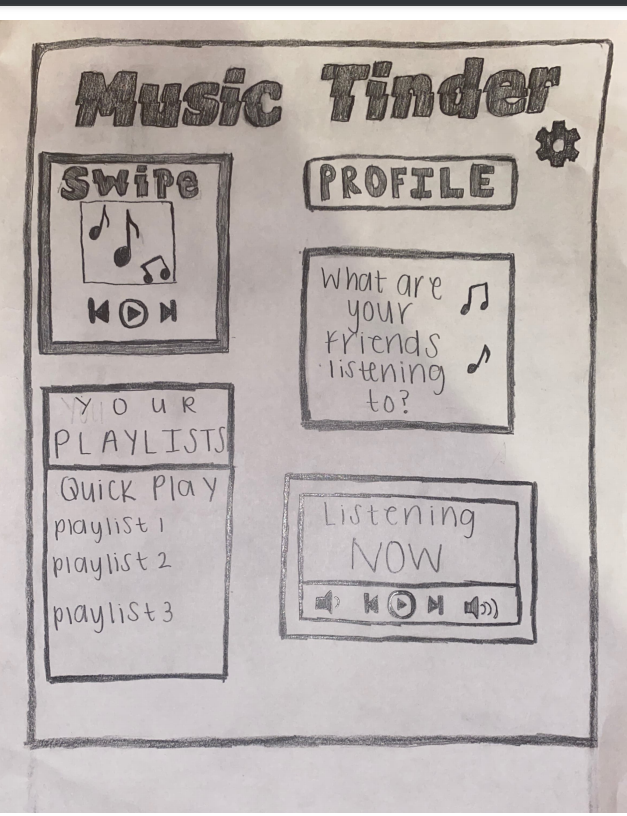 Music Tinder
Swipe
PROFILE
What are
your
friends
listening
to?
YOUR
PLAYLISTS
Quick Play
playlist 1
playlist 2
playlist 3
Listening
NOW